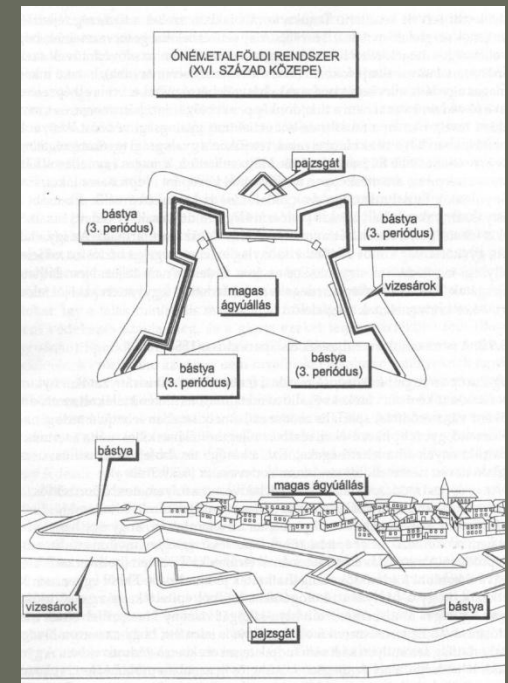 ÓNÉMETALFÖLDI RENDSZER
(XVI. SZÁZAD KÖZEPE)
pajzsgát
bástya
(3. periódus)
bástya
(3. periódus)
magas
ágyúállás
vizesárok
bástya
(3. periódus)
bástya
(3. periódus)
bástya
magas ágyúállás
vizesárok
bástya
pajzsgát